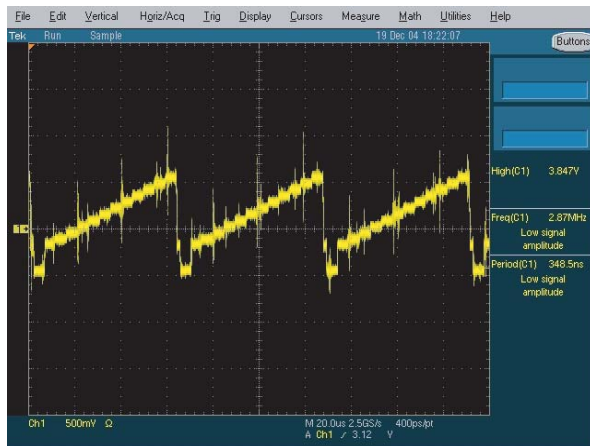 File Edit Vertical Horiz/Acq Trig Display Cursors Measure Math Utilities Help
Tek Run Sample 19 Dec 04 18:22:07 Buttons
High(C1) 3.847V
Freq(C1) 2.87MHz
Low signal
amplitude
Period(C1) 348.5ns
Low signal
amplitude
Ch1 500mV Ω M 20.0us 2.5GS/s 400ps/pt
A Ch1 / 3.12 V